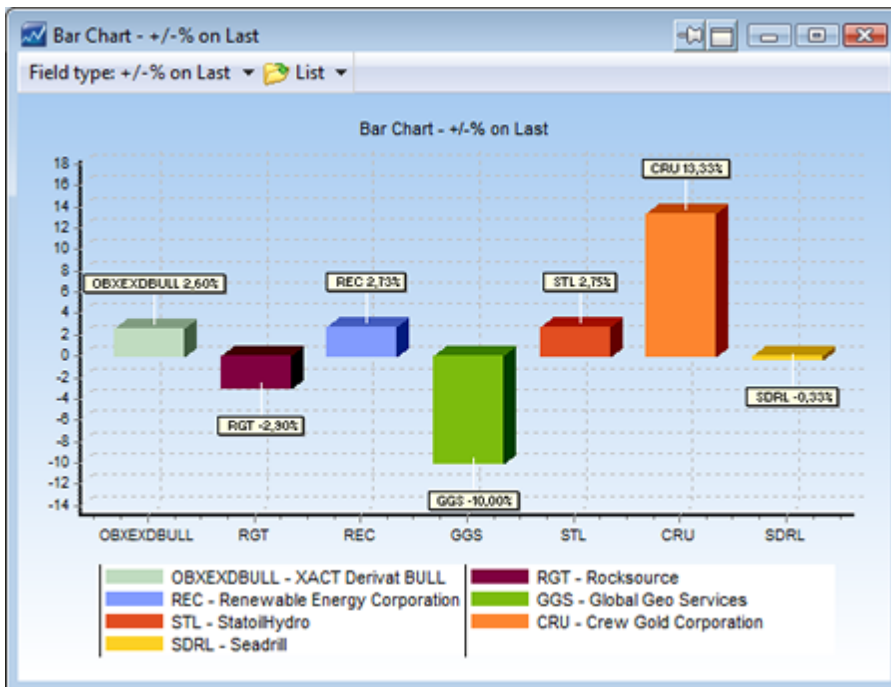 Bar Chart - +/-% on Last
Field type: +/-% on Last List
Bar Chart - +/-% on Last
18
16
14
12
10
8
6
4
2
0
-2
-4
-6
-8
-10
-12
-14
OBXEXDBULL 2,60%
RGT -2,90%
REC 2,73%
GGS -10,00%
STL 2,75%
CRU 13,33%
SDRL -0,33%
OBXEXDBULL RGT REC GGS STL CRU SDRL
OBXEXDBULL - XACT Derivat BULL
RGT - Rocksource
REC - Renewable Energy Corporation
GGS - Global Geo Services
STL - StatoilHydro
CRU - Crew Gold Corporation
SDRL - Seadrill